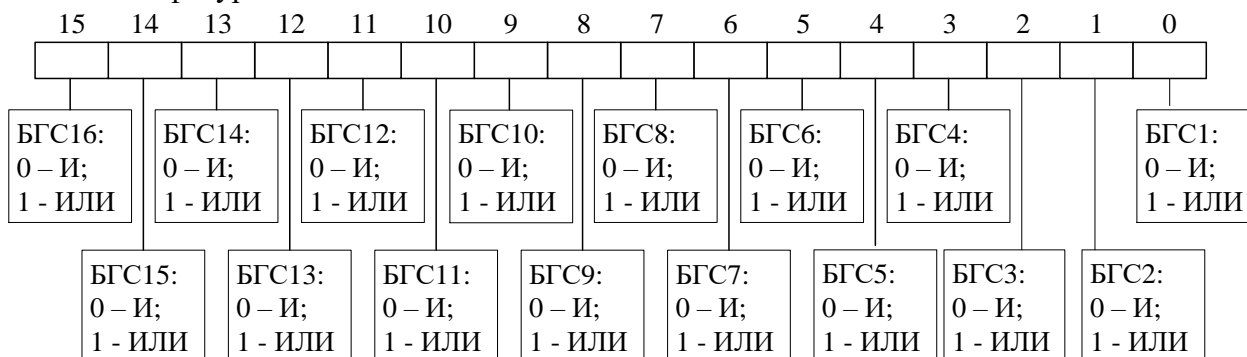 15 14 13 12 11 10 9 8 7 6 5 4 3 2 1 0
БГС16: БГС14: БГС12: БГС10: БГС8: БГС6: БГС4: БГС1:
0 – И; 0 – И; 0 – И; 0 – И; 0 – И; 0 – И; 0 – И; 0 – И;
1 - ИЛИ 1 - ИЛИ 1 - ИЛИ 1 - ИЛИ 1 - ИЛИ 1 - ИЛИ 1 - ИЛИ 1 - ИЛИ
БГС15: БГС13: БГС11: БГС9: БГС7: БГС5: БГС3: БГС2:
0 – И; 0 – И; 0 – И; 0 – И; 0 – И; 0 – И; 0 – И; 0 – И;
1 - ИЛИ 1 - ИЛИ 1 - ИЛИ 1 - ИЛИ 1 - ИЛИ 1 - ИЛИ 1 - ИЛИ 1 - ИЛИ